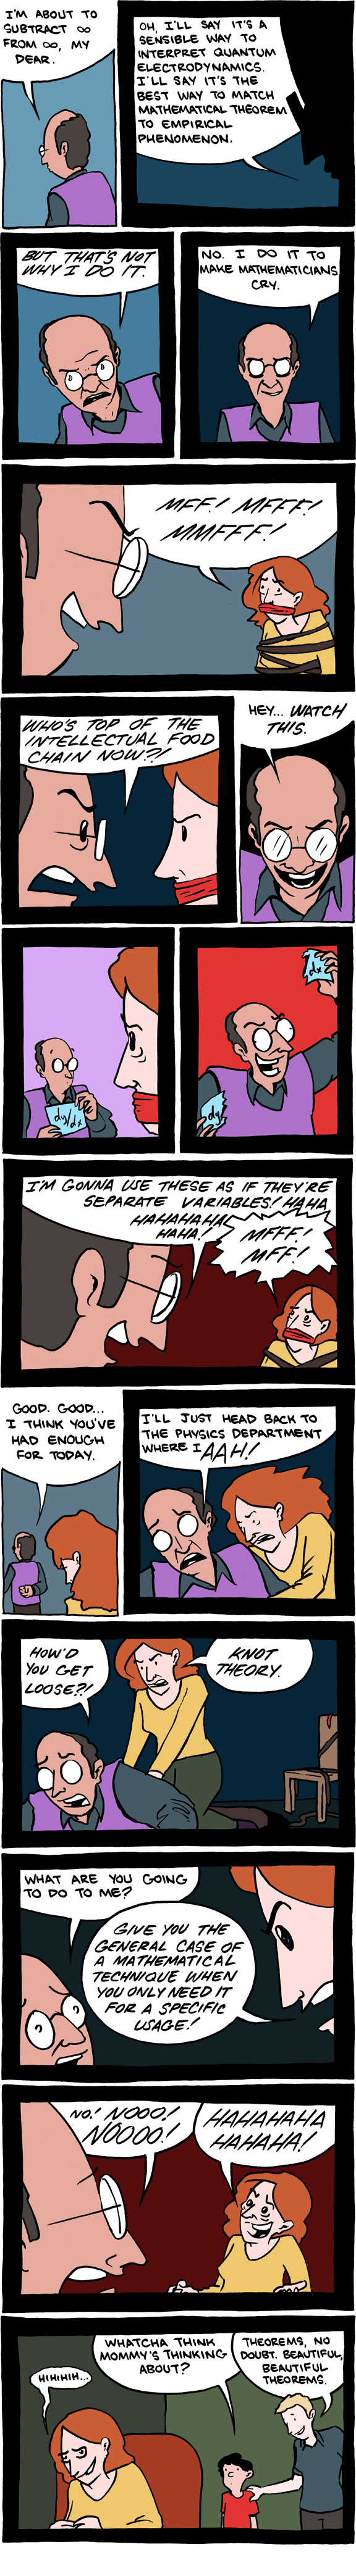 I'M ABOUT TO
SUBTRACT ∞
FROM ∞, MY
DEAR.
OH, I'LL SAY IT'S A
SENSIBLE WAY TO
INTERPRET QUANTUM
ELECTRODYNAMICS.
I'LL SAY IT'S THE
BEST WAY TO MATCH
MATHEMATICAL THEOREM
TO EMPIRICAL
PHENOMENON.
BUT THAT'S NOT
WHY I DO IT.
NO. I DO IT TO
MAKE MATHEMATICIANS
CRY.
MFF! MFFF!
MMFFF!
WHO'S TOP OF THE
INTELLECTUAL FOOD
CHAIN NOW?!
HEY... WATCH
THIS.
dy/dx
dx
dy
I'M GONNA USE THESE AS IF THEY'RE
SEPARATE VARIABLES! HAHA
HAHAHAHA!
HAHA!
MFFF!
MFF!
GOOD. GOOD...
I THINK YOU'VE
HAD ENOUGH
FOR TODAY.
I'LL JUST HEAD BACK TO
THE PHYSICS DEPARTMENT
WHERE I AAH!
HOW'D
YOU GET
LOOSE?!
KNOT
THEORY.
WHAT ARE YOU GOING
TO DO TO ME?
GIVE YOU THE
GENERAL CASE OF
A MATHEMATICAL
TECHNIQUE WHEN
YOU ONLY NEED IT
FOR A SPECIFIC
USAGE!
NO! NOOO!
NOOOO!
HAHAHAHA
HAHAHA!
HIHIHIH...
WHATCHA THINK
MOMMY'S THINKING
ABOUT?
THEOREMS, NO
DOUBT. BEAUTIFUL,
BEAUTIFUL
THEOREMS.